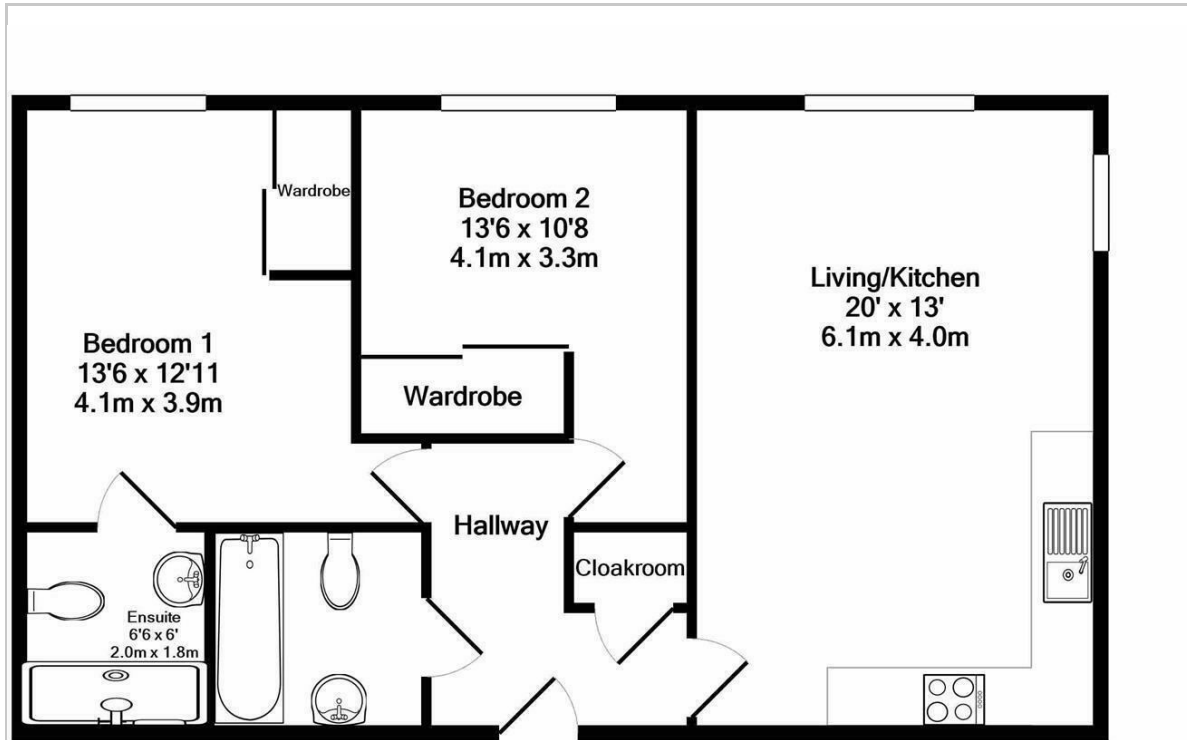 Wardrobe
Bedroom 2
13'6 x 10'8
4.1m x 3.3m
Living/Kitchen
20' x 13'
6.1m x 4.0m
Bedroom 1
13'6 x 12'11
4.1m x 3.9m
Wardrobe
Hallway
Cloakroom
Ensuite
6'6 x 6'
2.0m x 1.8m